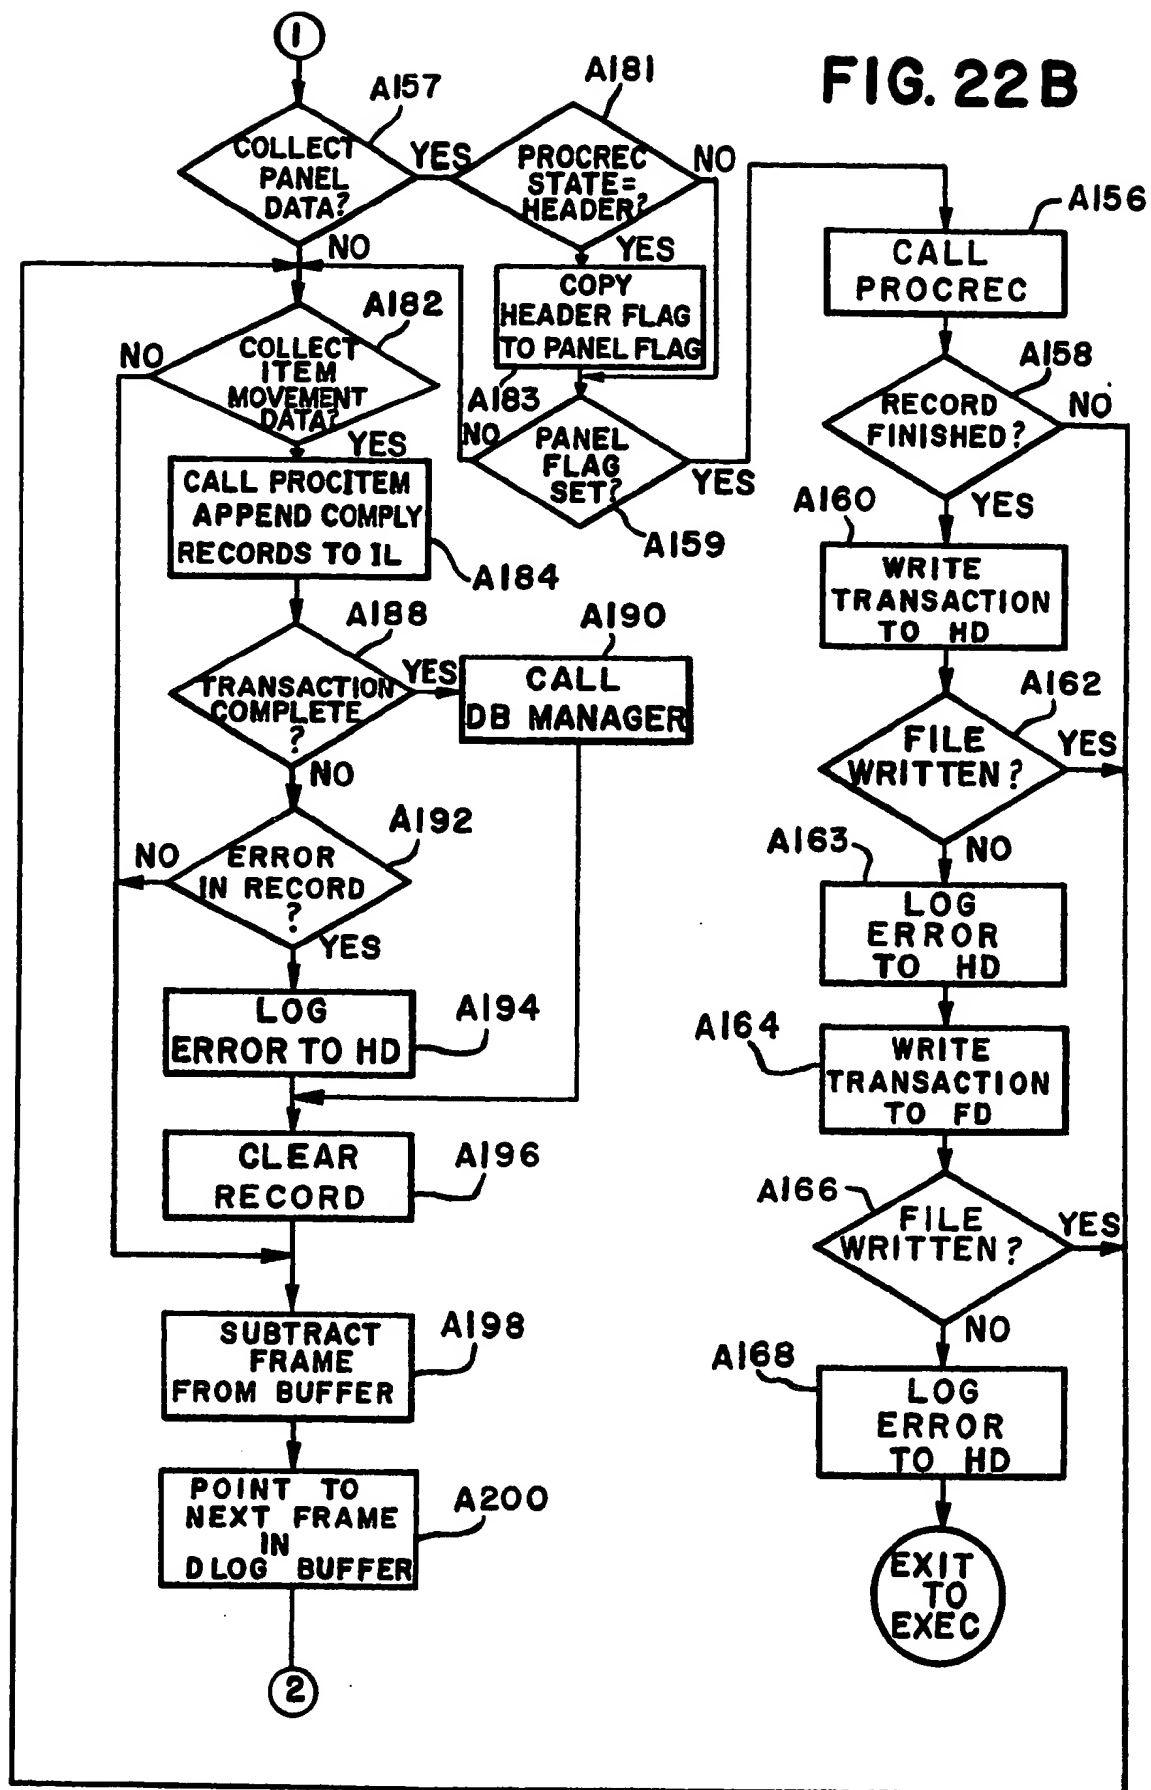 1
FIG. 22B
A157
COLLECT
PANEL
DATA?
YES
NO
A181
PROCREC
STATE=
HEADER?
NO
YES
COPY
HEADER FLAG
TO PANEL FLAG
A183
PANEL
FLAG
SET?
NO
YES
A159
A182
COLLECT
ITEM
MOVEMENT
DATA?
NO
YES
CALL PROCITEM
APPEND COMPLY
RECORDS TO IL
A184
A188
TRANSACTION
COMPLETE
?
YES
NO
A190
CALL
DB MANAGER
A192
ERROR
IN RECORD
?
NO
YES
LOG
ERROR TO HD
A194
CLEAR
RECORD
A196
SUBTRACT
FRAME
FROM BUFFER
A198
POINT TO
NEXT FRAME
IN
DLOG BUFFER
A200
2
A156
CALL
PROCREC
A158
RECORD
FINISHED?
NO
YES
A160
WRITE
TRANSACTION
TO HD
A162
FILE
WRITTEN?
YES
NO
A163
LOG
ERROR
TO HD
A164
WRITE
TRANSACTION
TO FD
A166
FILE
WRITTEN?
YES
NO
A168
LOG
ERROR
TO HD
EXIT
TO
EXEC